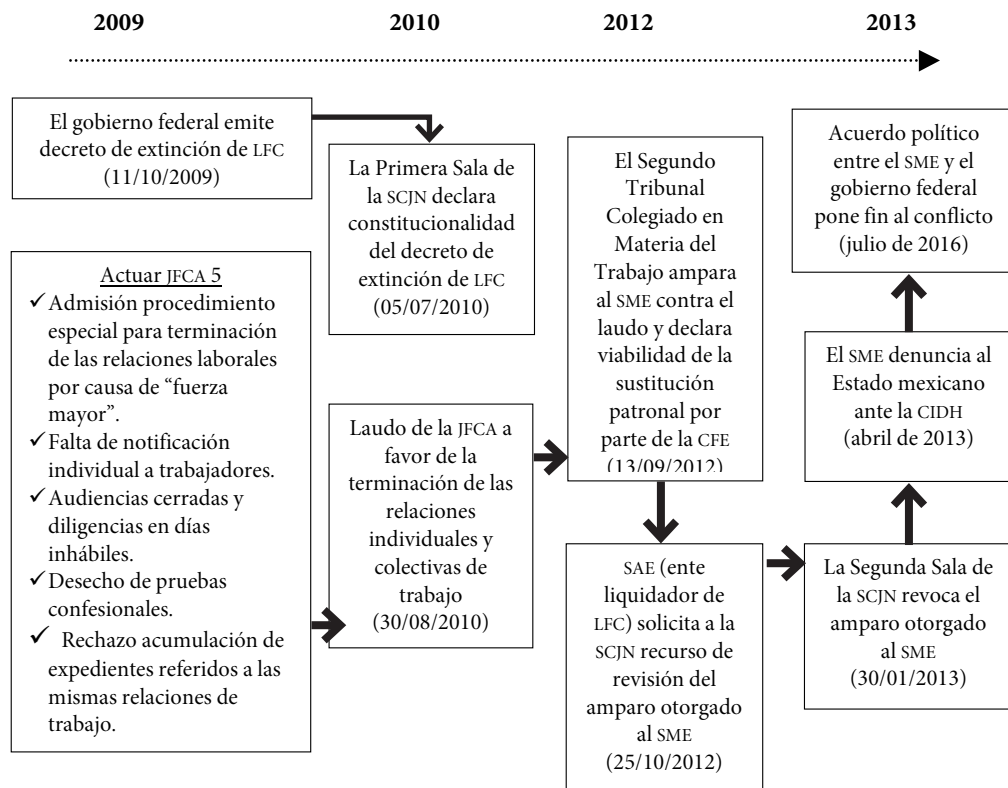 2009
2010
2012
2013
El gobierno federal emite
decreto de extinción de LFC
(11/10/2009)
Actuar JFCA 5
✓ Admisión procedimiento
especial para terminación
de las relaciones laborales
por causa de “fuerza
mayor”.
✓ Falta de notificación
individual a trabajadores.
✓ Audiencias cerradas y
diligencias en días
inhábiles.
✓ Desecho de pruebas
confesionales.
✓ Rechazo acumulación de
expedientes referidos a las
mismas relaciones de
trabajo.
La Primera Sala de
la SCJN declara
constitucionalidad
del decreto de
extinción de LFC
(05/07/2010)
Laudo de la JFCA a
favor de la
terminación de las
relaciones
individuales y
colectivas de
trabajo
(30/08/2010)
El Segundo
Tribunal
Colegiado en
Materia del
Trabajo ampara
al SME contra el
laudo y declara
viabilidad de la
sustitución
patronal por
parte de la CFE
(13/09/2012)
SAE (ente
liquidador de
LFC) solicita a la
SCJN recurso de
revisión del
amparo otorgado
al SME
(25/10/2012)
Acuerdo político
entre el SME y el
gobierno federal
pone fin al conflicto
(julio de 2016)
El SME denuncia al
Estado mexicano
ante la CIDH
(abril de 2013)
La Segunda Sala de
la SCJN revoca el
amparo otorgado
al SME
(30/01/2013)